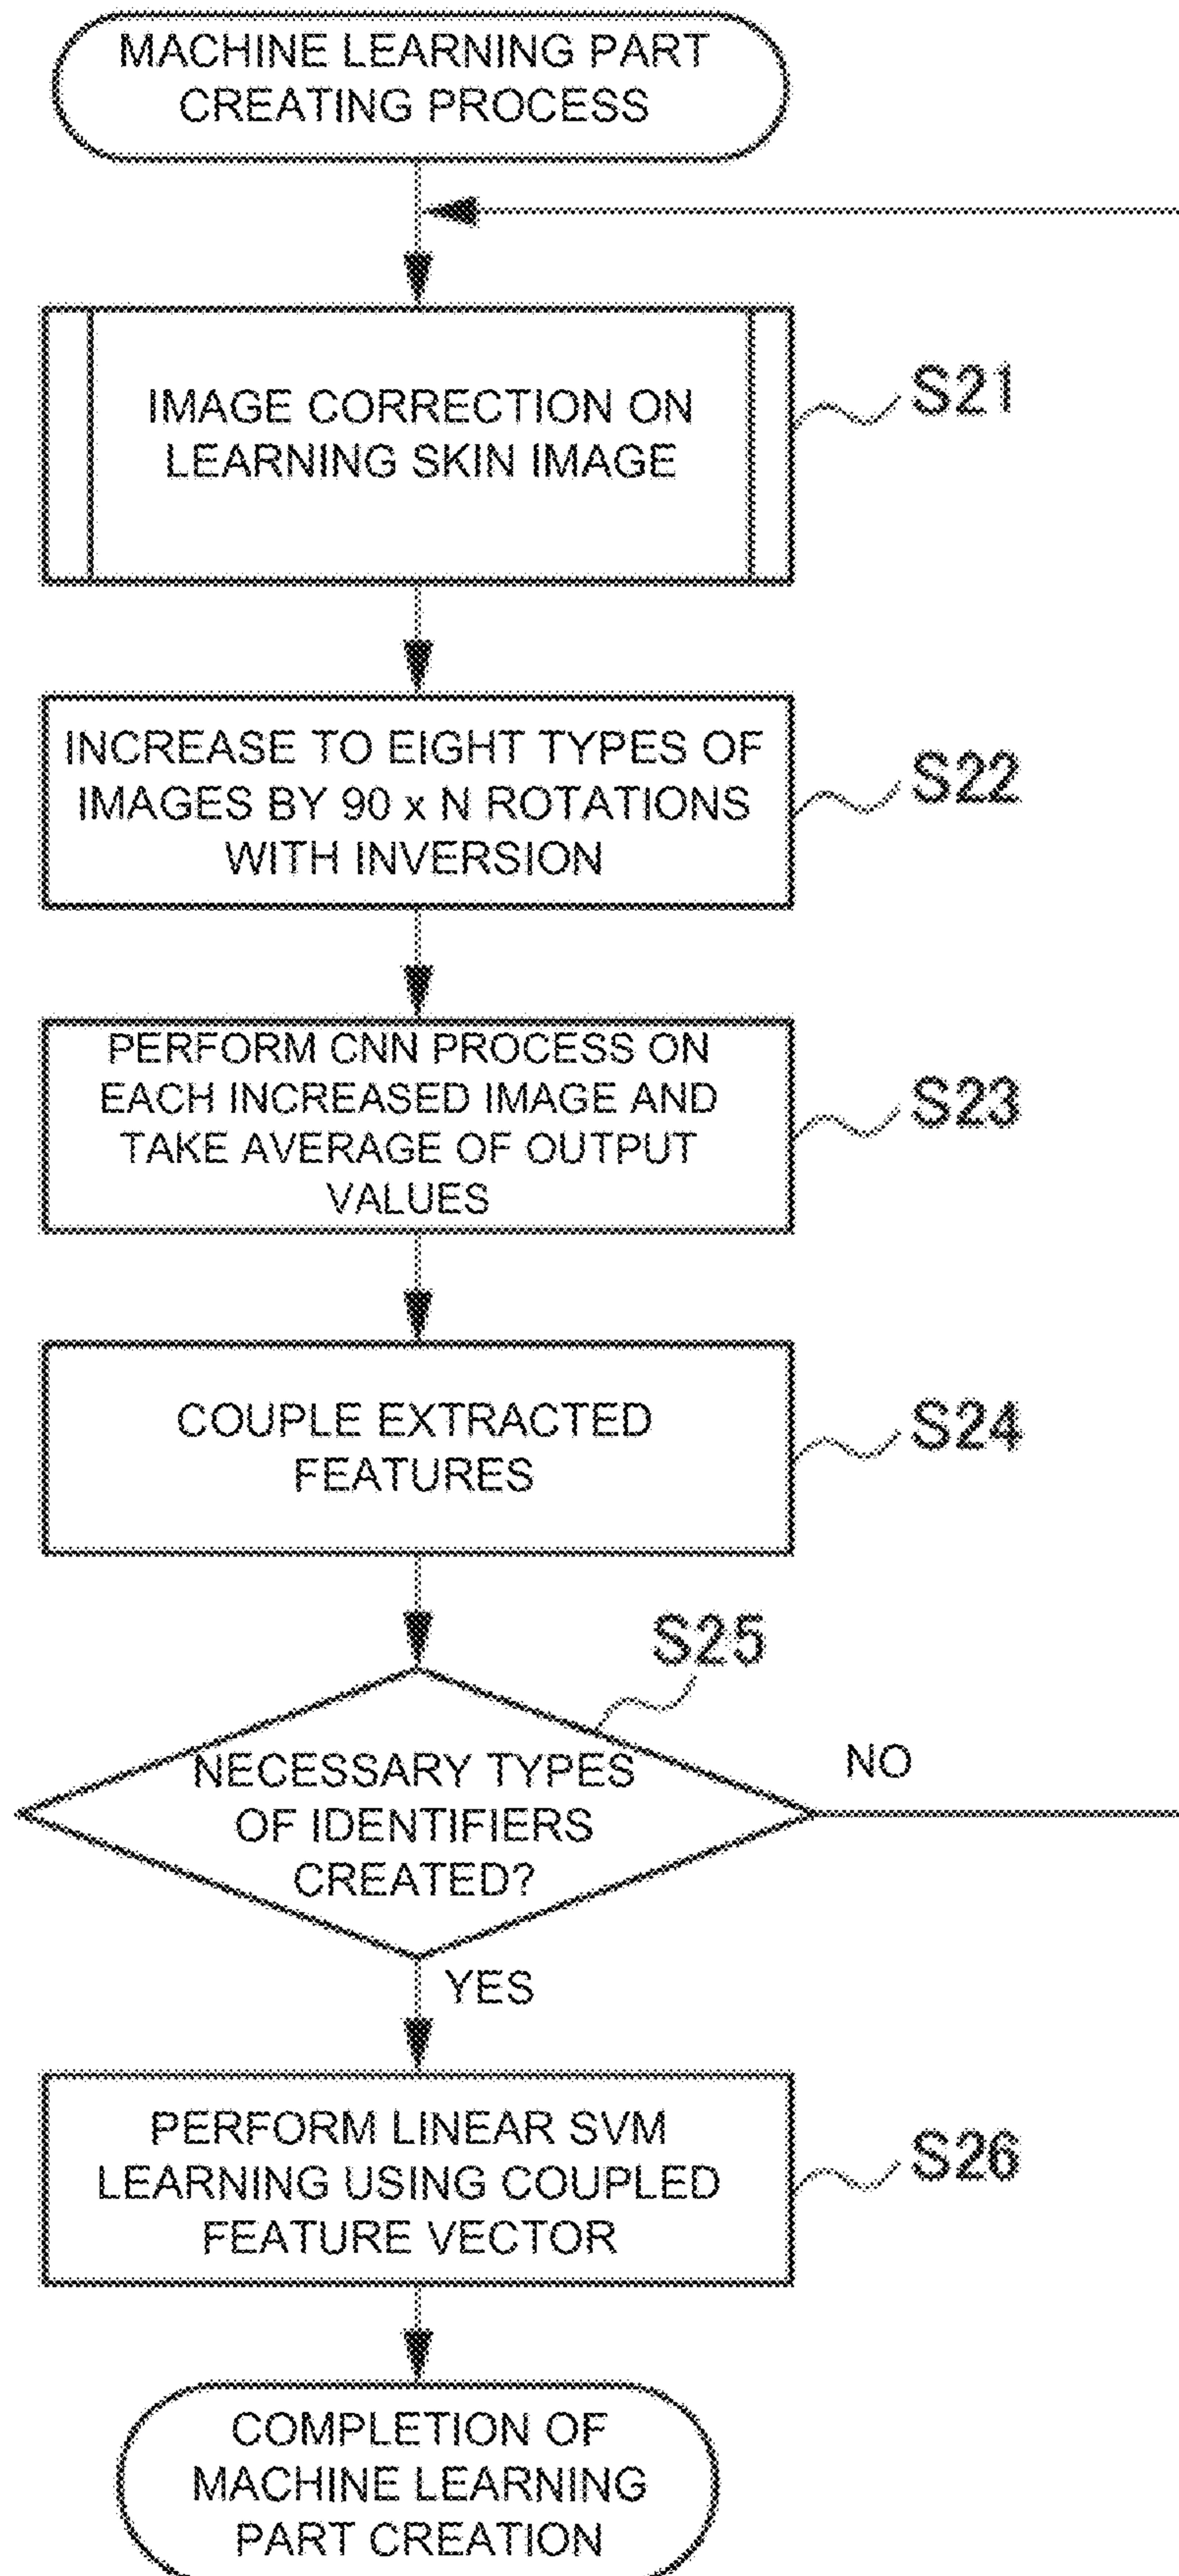 MACHINE LEARNING PART
CREATING PROCESS
IMAGE CORRECTION ON
LEARNING SKIN IMAGE
S21
INCREASE TO EIGHT TYPES OF
IMAGES BY 90 x N ROTATIONS
WITH INVERSION
S22
PERFORM CNN PROCESS ON
EACH INCREASED IMAGE AND
TAKE AVERAGE OF OUTPUT
VALUES
S23
COUPLE EXTRACTED
FEATURES
S24
S25
NECESSARY TYPES
OF IDENTIFIERS
CREATED?
NO
YES
PERFORM LINEAR SVM
LEARNING USING COUPLED
FEATURE VECTOR
S26
COMPLETION OF
MACHINE LEARNING
PART CREATION